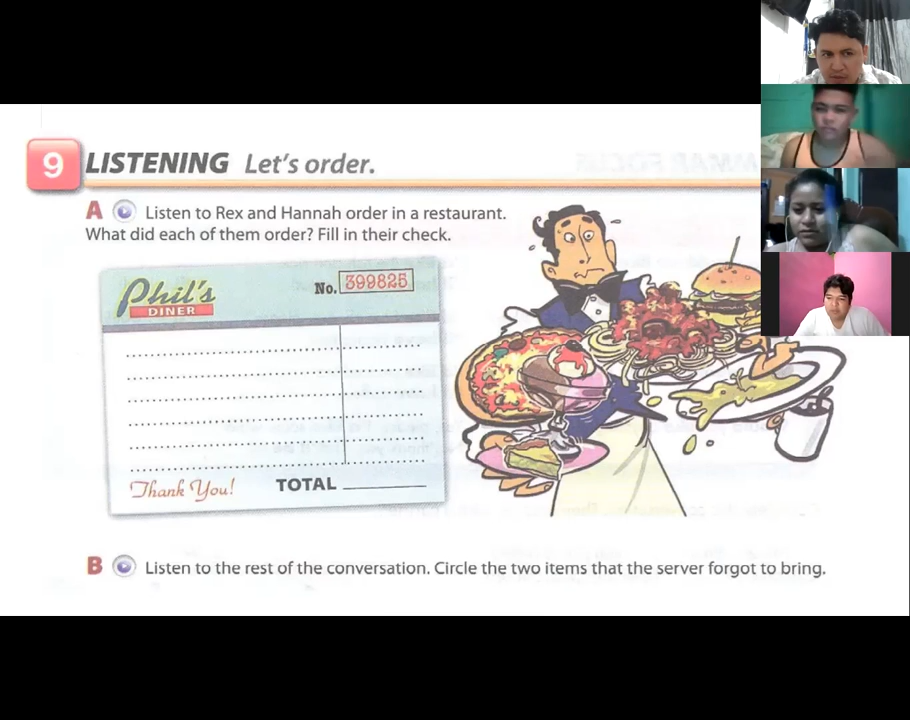 9 LISTENING Let's order.
A Listen to Rex and Hannah order in a restaurant.
What did each of them order? Fill in their check.
Phil's
DINER
No. 399825
Thank You! TOTAL
B Listen to the rest of the conversation. Circle the two items that the server forgot to bring.